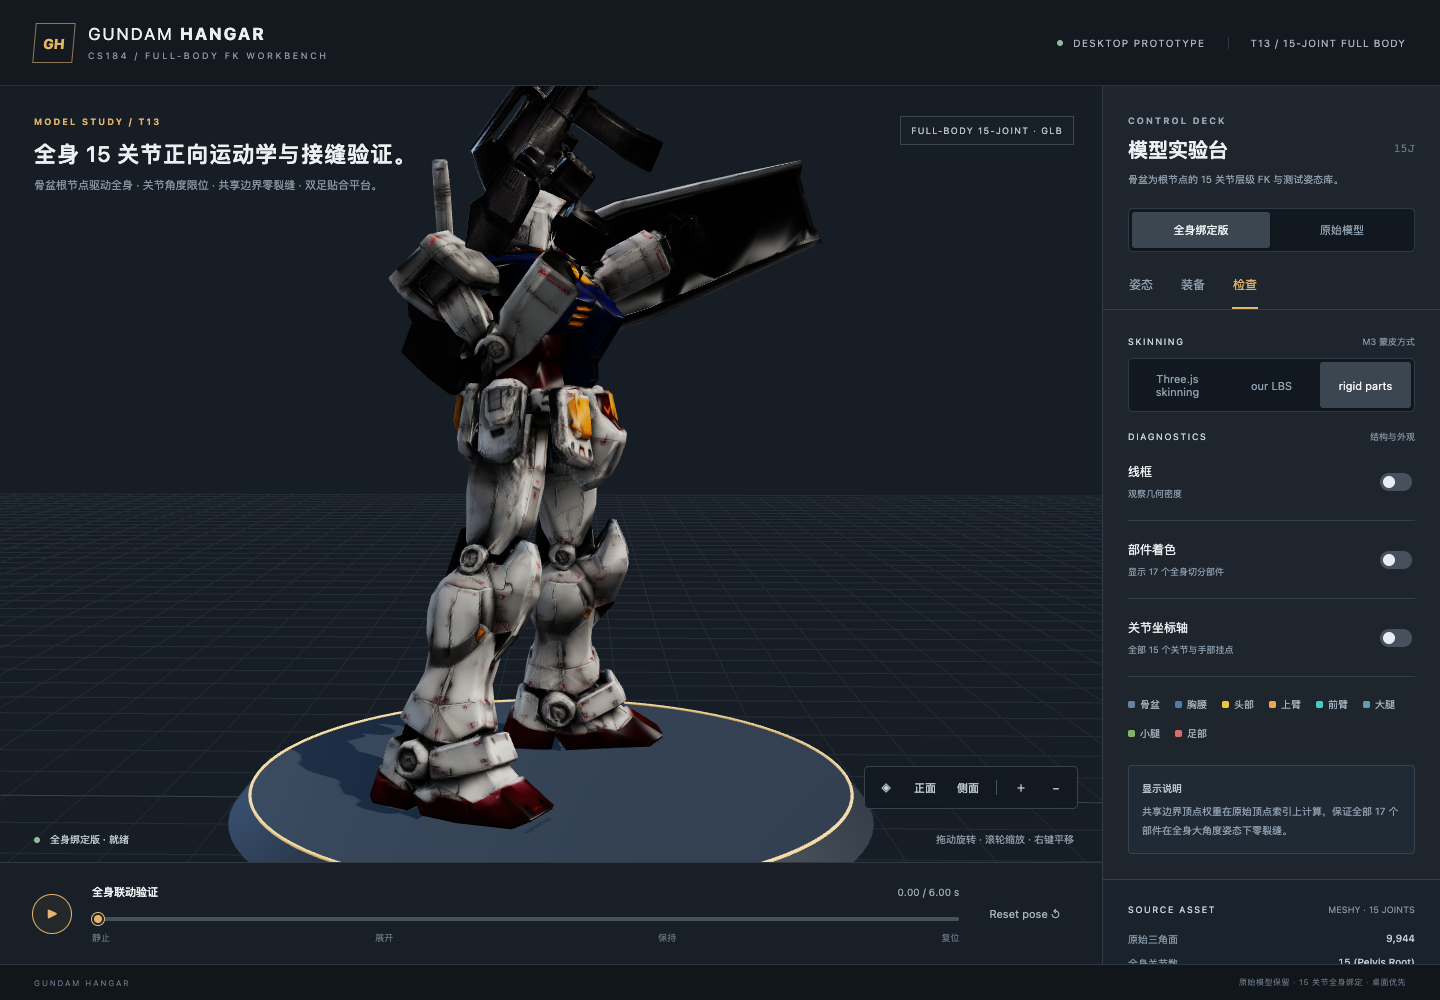 GH
GUNDAM HANGAR
CS184 / FULL-BODY FK WORKBENCH
DESKTOP PROTOTYPE
T13 / 15-JOINT FULL BODY
MODEL STUDY / T13
全身 15 关节正向运动学与接缝验证。
骨盆根节点驱动全身 · 关节角度限位 · 共享边界零裂缝 · 双足贴合平台。
FULL-BODY 15-JOINT · GLB
正面
侧面
+
−
全身绑定版 · 就绪
拖动旋转 · 滚轮缩放 · 右键平移
全身联动验证
0.00 / 6.00 s
静止
展开
保持
复位
Reset pose ↺
CONTROL DECK
模型实验台
15J
骨盆为根节点的 15 关节层级 FK 与测试姿态库。
全身绑定版
原始模型
姿态
装备
检查
SKINNING
M3 蒙皮方式
Three.js
skinning
our LBS
rigid parts
DIAGNOSTICS
结构与外观
线框
观察几何密度
部件着色
显示 17 个全身切分部件
关节坐标轴
全部 15 个关节与手部挂点
骨盆
胸腰
头部
上臂
前臂
大腿
小腿
足部
显示说明
共享边界顶点权重在原始顶点索引上计算，保证全部 17 个
部件在全身大角度姿态下零裂缝。
SOURCE ASSET
MESHY · 15 JOINTS
原始三角面
9,944
全身关节数
15 (Pelvis Root)
GUNDAM HANGAR
原始模型保留 · 15 关节全身绑定 · 桌面优先